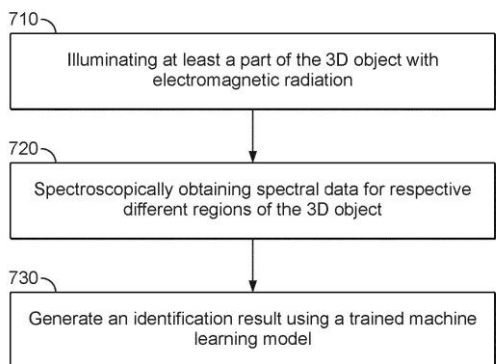 710
Illuminating at least a part of the 3D object with
electromagnetic radiation
720
Spectroscopically obtaining spectral data for respective
different regions of the 3D object
730
Generate an identification result using a trained machine
learning model